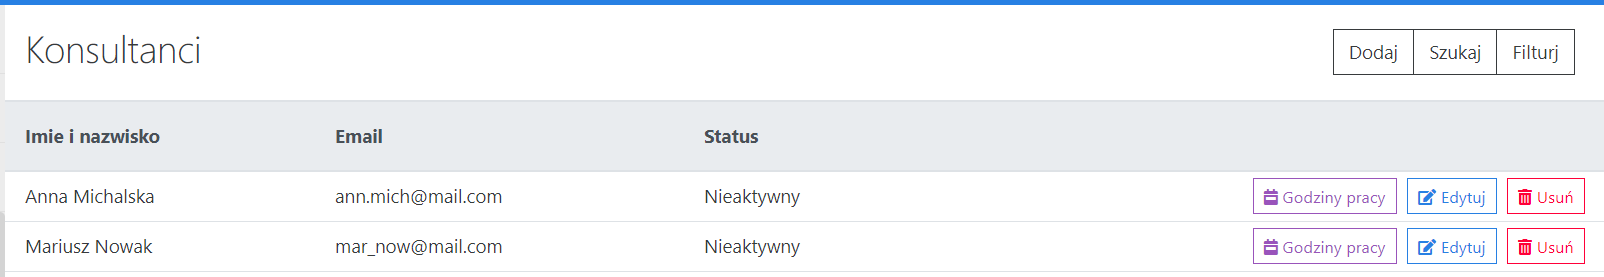 Konsultanci
Dodaj Szukaj Filturj
Imie i nazwisko Email Status
Anna Michalska ann.mich@mail.com Nieaktywny Godziny pracy Edytuj Usuń
Mariusz Nowak mar_now@mail.com Nieaktywny Godziny pracy Edytuj Usuń